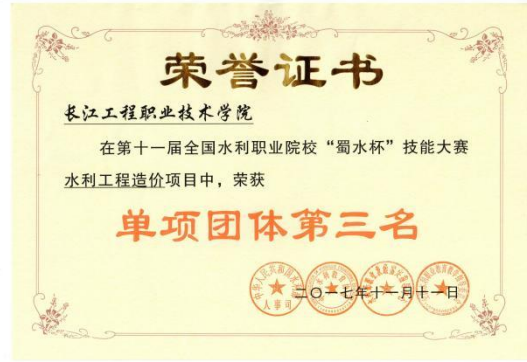 荣誉证书
长江工程职业技术学院
在第十一届全国水利职业院校“蜀水杯”技能大赛
水利工程造价项目中，荣获
单项团体第三名
二〇一七年十一月十一日
人事司